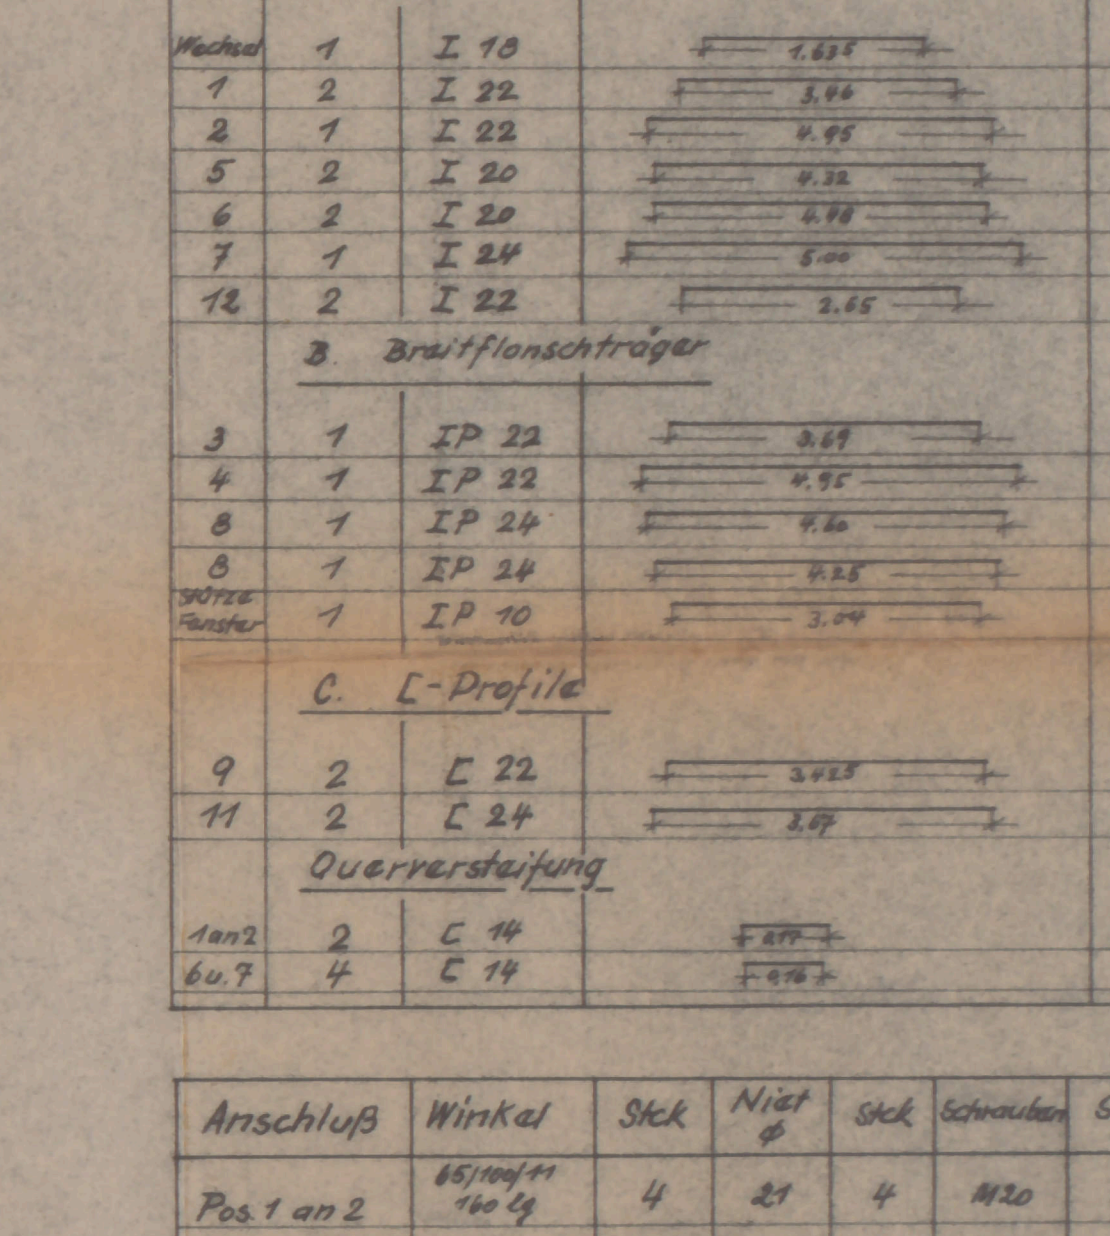 Wechsel 1 I 18 1.635
1 2 I 22 3.46
2 1 I 22 4.95
5 2 I 20 4.32
6 2 I 20 4.98
7 1 I 24 5.00
12 2 I 22 2.65
B. Breitflanschträger
3 1 IP 22 3.69
4 1 IP 22 4.95
8 1 IP 24 4.60
8 1 IP 24 4.25
Stütze
Fenster 1 IP 10 3.04
C. [-Profile
9 2 [ 22 3.425
11 2 [ 24 3.67
Querversteifung
1 an 2 2 [ 14
6 u. 7 4 [ 14 0.16
Anschluß Winkel Stck Niet ø Stck Schrauben S
65/100/11
Pos. 1 an 2 160 lg 4 21 4 M20